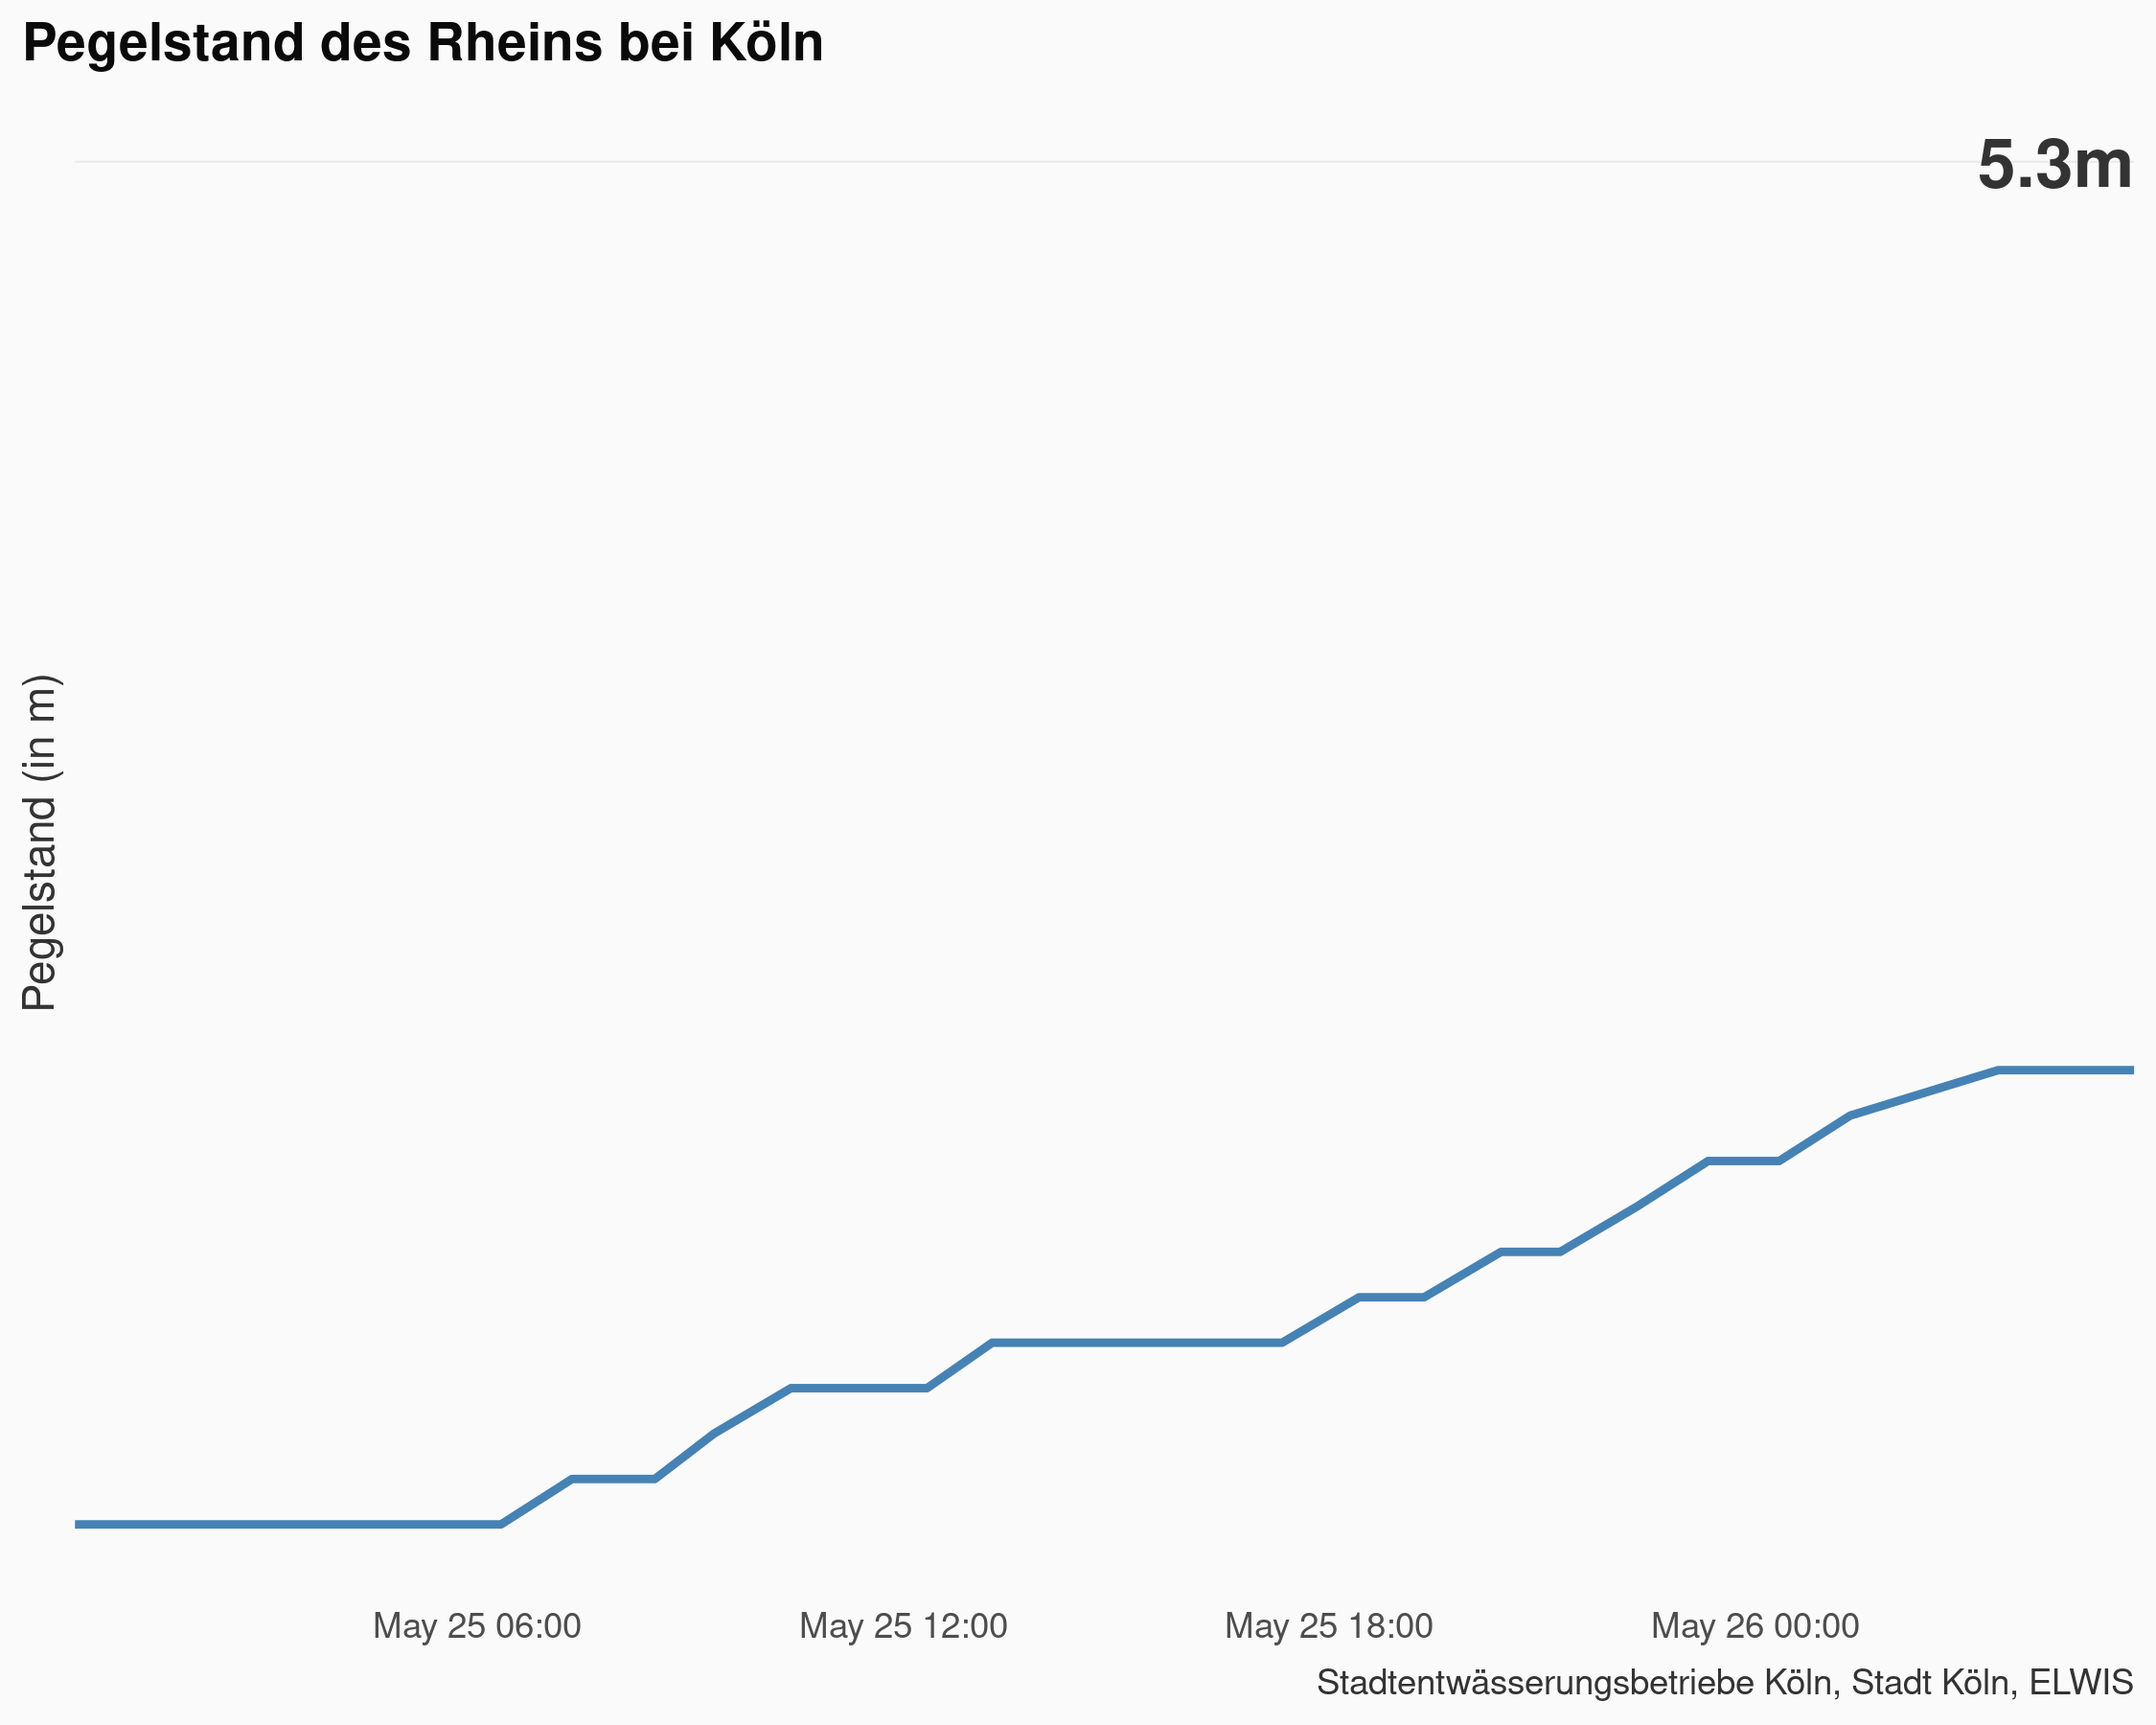 Pegelstand des Rheins bei Köln
5.3m
Pegelstand (in m)
May 25 06:00
May 25 12:00
May 25 18:00
May 26 00:00
Stadtentwässerungsbetriebe Köln, Stadt Köln, ELWIS